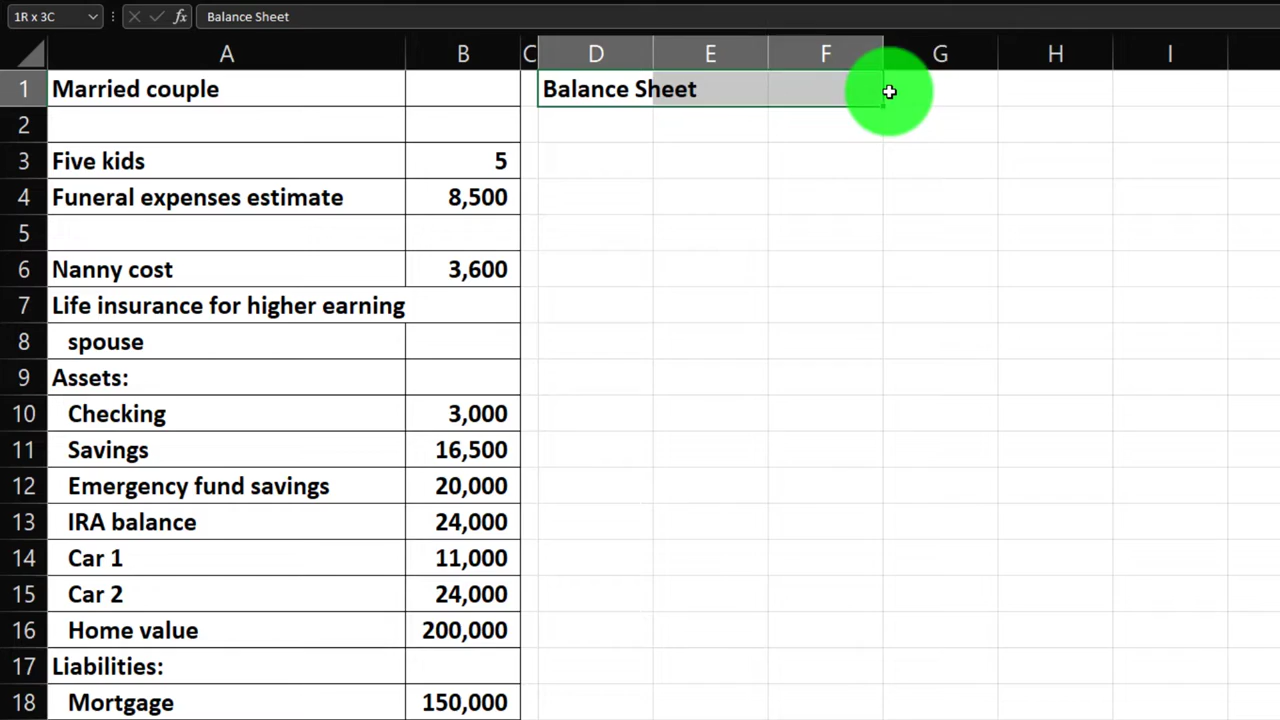 1R x 3C Balance Sheet
A B C D E F G H I
1 Married couple Balance Sheet
2
3 Five kids 5
4 Funeral expenses estimate 8,500
5
6 Nanny cost 3,600
7 Life insurance for higher earning
8 spouse
9 Assets:
10 Checking 3,000
11 Savings 16,500
12 Emergency fund savings 20,000
13 IRA balance 24,000
14 Car 1 11,000
15 Car 2 24,000
16 Home value 200,000
17 Liabilities:
18 Mortgage 150,000